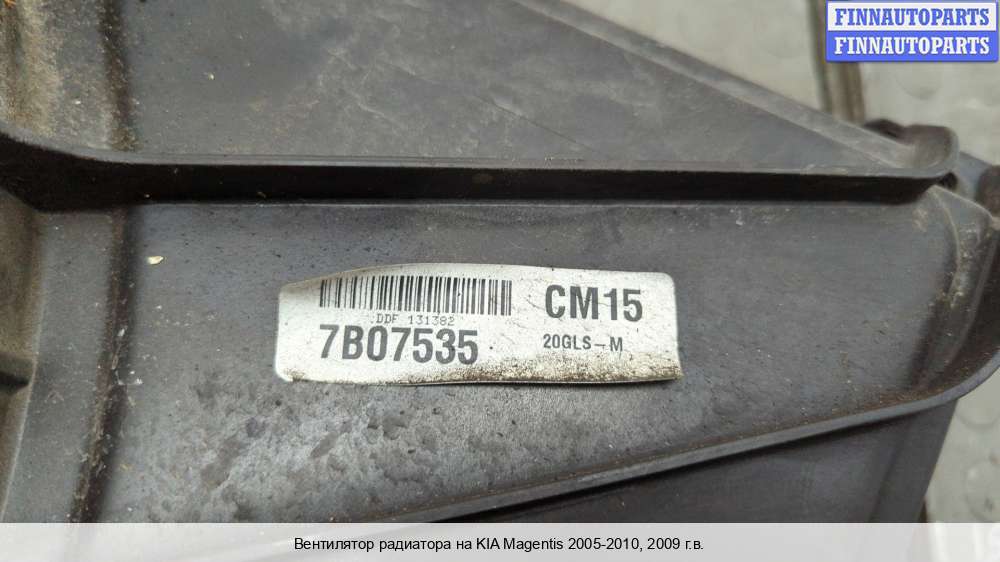 FINNAUTOPARTS
FINNAUTOPARTS
DDF 131382
CM15
7B07535
20GLS-M
Вентилятор радиатора на KIA Magentis 2005-2010, 2009 г.в.